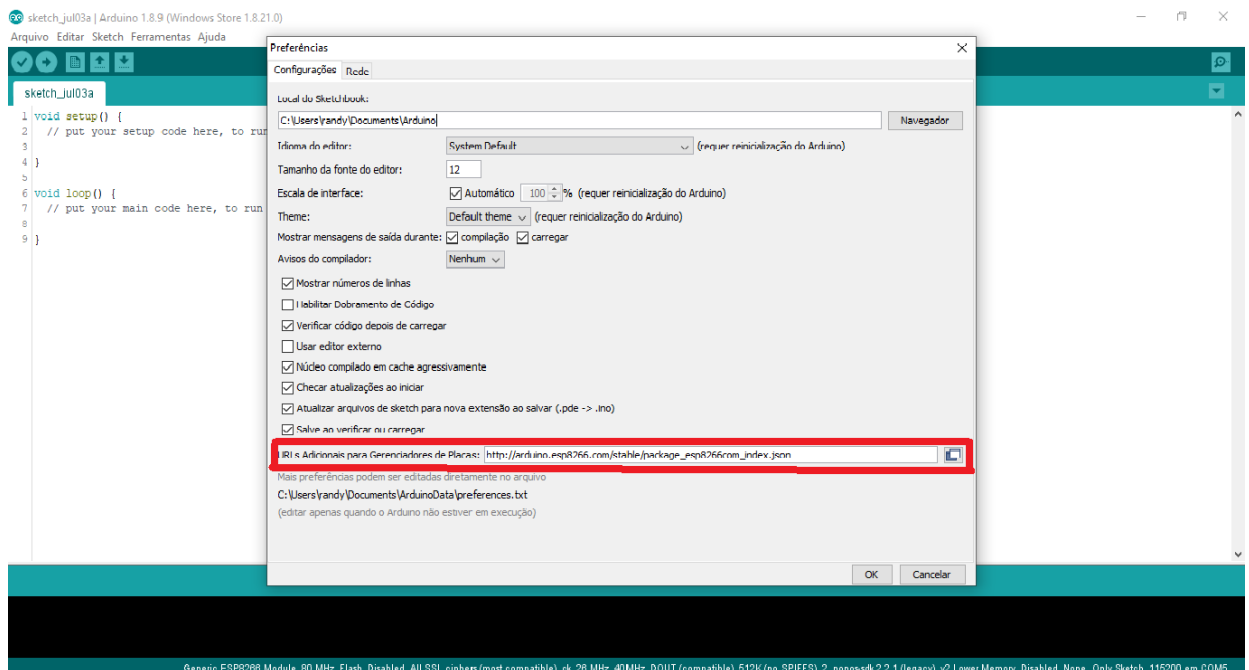 sketch_jul03a | Arduino 1.8.9 (Windows Store 1.8.21.0)
Arquivo Editar Sketch Ferramentas Ajuda
sketch_jul03a
1 void setup() {
2 // put your setup code here, to run
3
4 }
5
6 void loop() {
7 // put your main code here, to run
8
9 }
Preferências
Configurações Rede
Local do Sketchbook:
C:\Users\randy\Documents\Arduino Navegador
Idioma do editor: System Default (requer reinicialização do Arduino)
Tamanho da fonte do editor: 12
Escala de interface: Automático 100 % (requer reinicialização do Arduino)
Theme: Default theme (requer reinicialização do Arduino)
Mostrar mensagens de saída durante: compilação carregar
Avisos do compilador: Nenhum
Mostrar números de linhas
Habilitar Dobramento de Código
Verificar código depois de carregar
Usar editor externo
Núcleo compilado em cache agressivamente
Checar atualizações ao iniciar
Atualizar arquivos de sketch para nova extensão ao salvar (.pde -> .ino)
Salve ao verificar ou carregar
URLs Adicionais para Gerenciadores de Placas: http://arduino.esp8266.com/stable/package_esp8266com_index.json
Mais preferências podem ser editadas diretamente no arquivo
C:\Users\randy\Documents\ArduinoData\preferences.txt
(editar apenas quando o Arduino não estiver em execução)
OK Cancelar
Generic ESP8266 Module, 80 MHz, Flash, Disabled, All SSL ciphers (most compatible), ck, 26 MHz, 40MHz, DOUT (compatible), 512K (no SPIFFS), 2, nonos-sdk 2.2.1 (legacy), v2 Lower Memory, Disabled, None, Only Sketch, 115200 em COM5